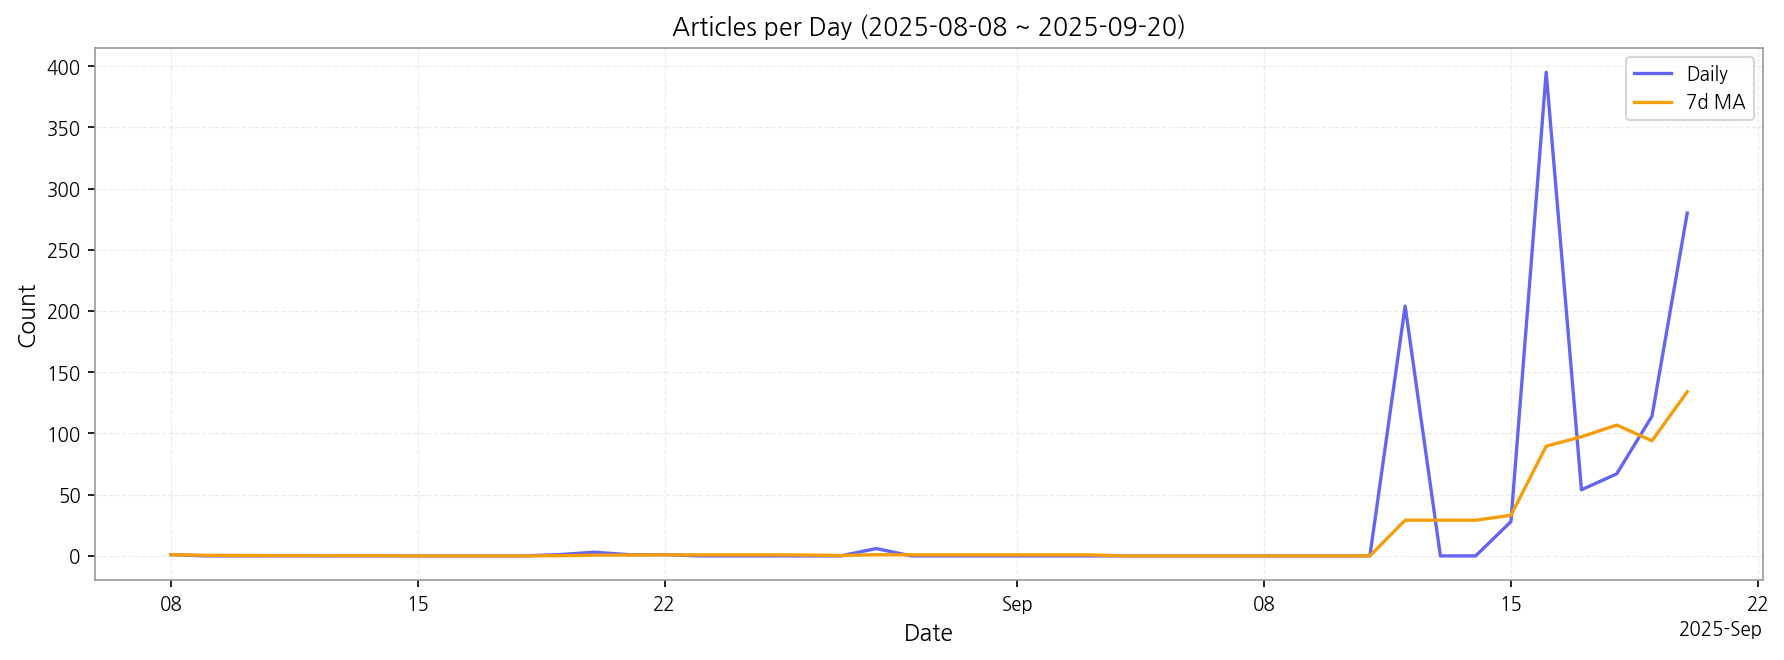 Articles per Day (2025-08-08 ~ 2025-09-20)
Daily
7d MA
Count
400
350
300
250
200
150
100
50
0
08 15 22 Sep 08 15 22
2025-Sep
Date